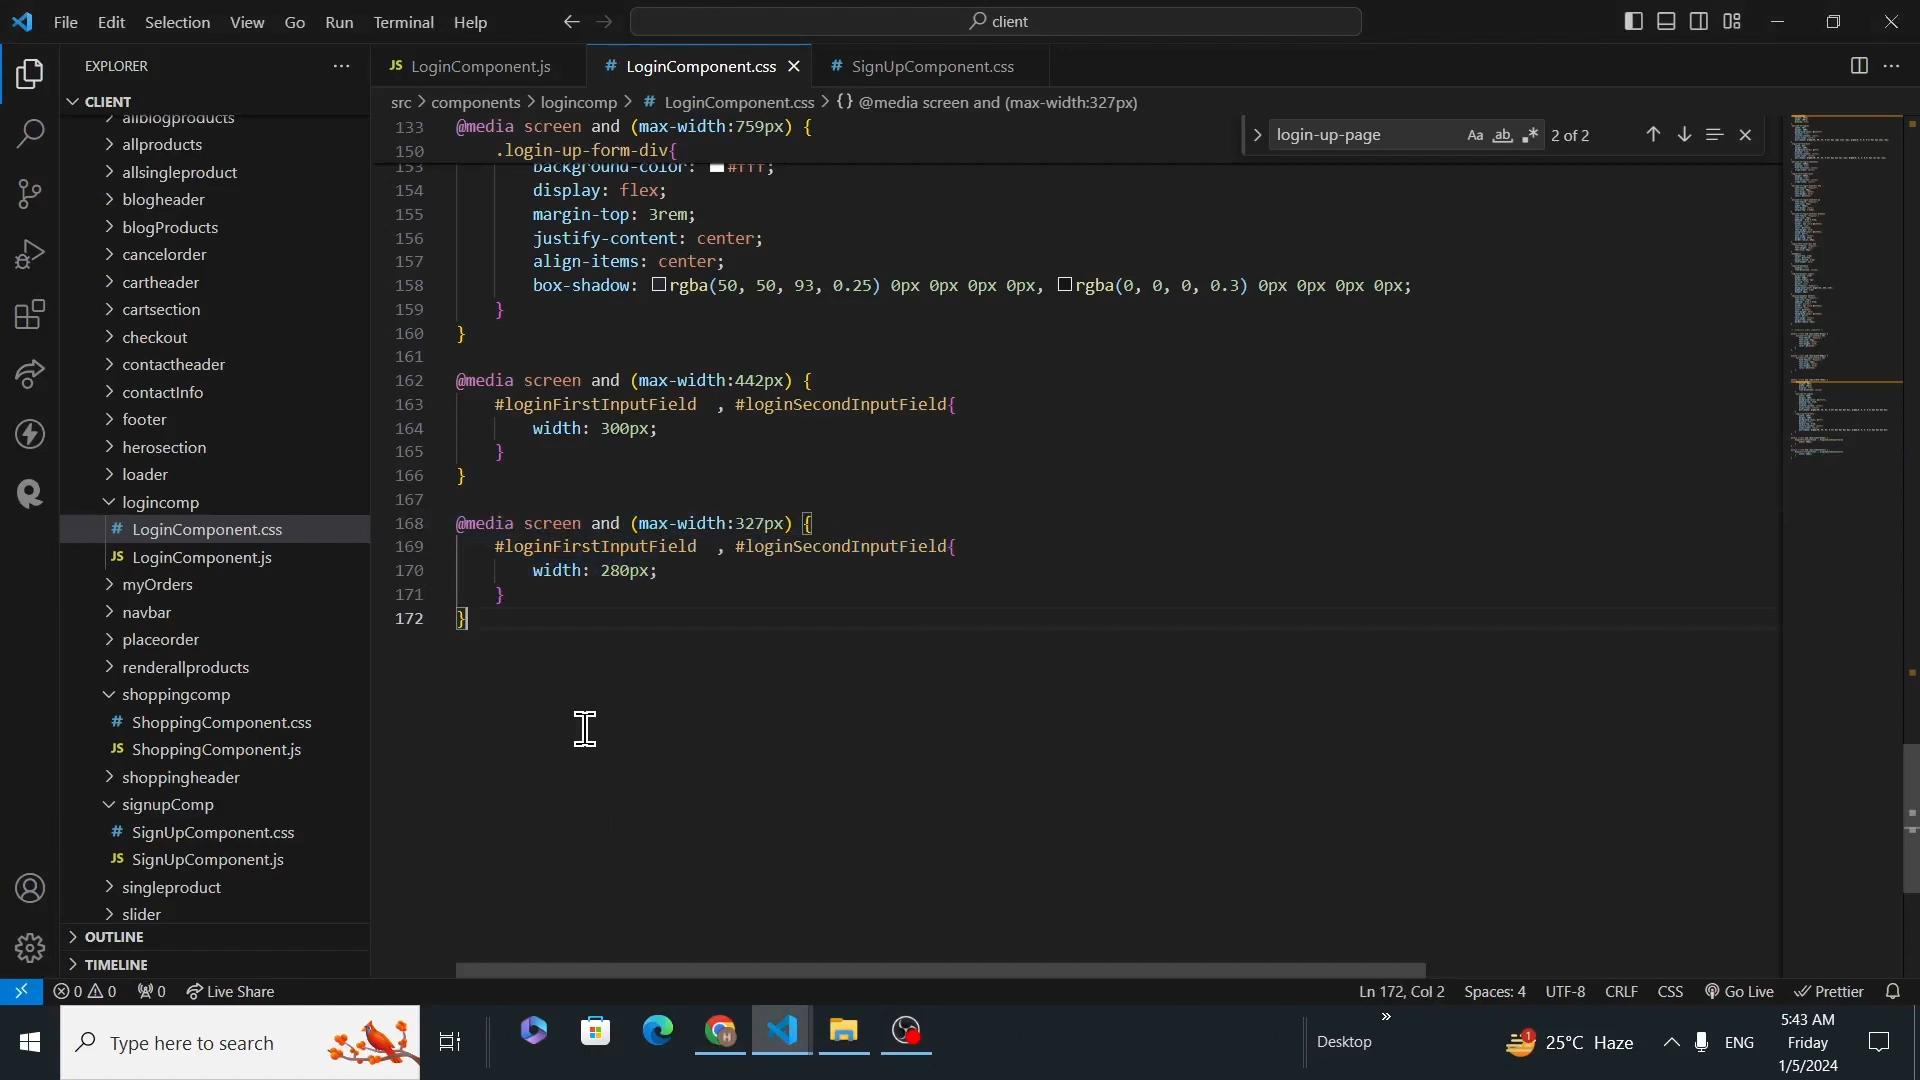 File Edit Selection View Go Run Terminal Help
client
EXPLORER
CLIENT
allblogproducts
allproducts
allsingleproduct
blogheader
blogProducts
cancelorder
cartheader
cartsection
checkout
contactheader
contactInfo
footer
herosection
loader
logincomp
# LoginComponent.css
JS LoginComponent.js
myOrders
navbar
placeorder
renderallproducts
shoppingcomp
# ShoppingComponent.css
JS ShoppingComponent.js
shoppingheader
signupComp
# SignUpComponent.css
JS SignUpComponent.js
singleproduct
slider
OUTLINE
TIMELINE
JS LoginComponent.js
# LoginComponent.css
# SignUpComponent.css
src > components > logincomp > # LoginComponent.css > {} @media screen and (max-width:327px)
login-up-page Aa ab 2 of 2
133 @media screen and (max-width:759px) {
150 .login-up-form-div{
153 background-color: #fff;
154 display: flex;
155 margin-top: 3rem;
156 justify-content: center;
157 align-items: center;
158 box-shadow: rgba(50, 50, 93, 0.25) 0px 0px 0px 0px, rgba(0, 0, 0, 0.3) 0px 0px 0px 0px;
159 }
160 }
161
162 @media screen and (max-width:442px) {
163 #loginFirstInputField , #loginSecondInputField{
164 width: 300px;
165 }
166 }
167
168 @media screen and (max-width:327px) {
169 #loginFirstInputField , #loginSecondInputField{
170 width: 280px;
171 }
172 }
0 0 0 Live Share
Ln 172, Col 2 Spaces: 4 UTF-8 CRLF CSS Go Live Prettier
Type here to search
Desktop
1
25°C Haze
ENG
5:43 AM
Friday
1/5/2024